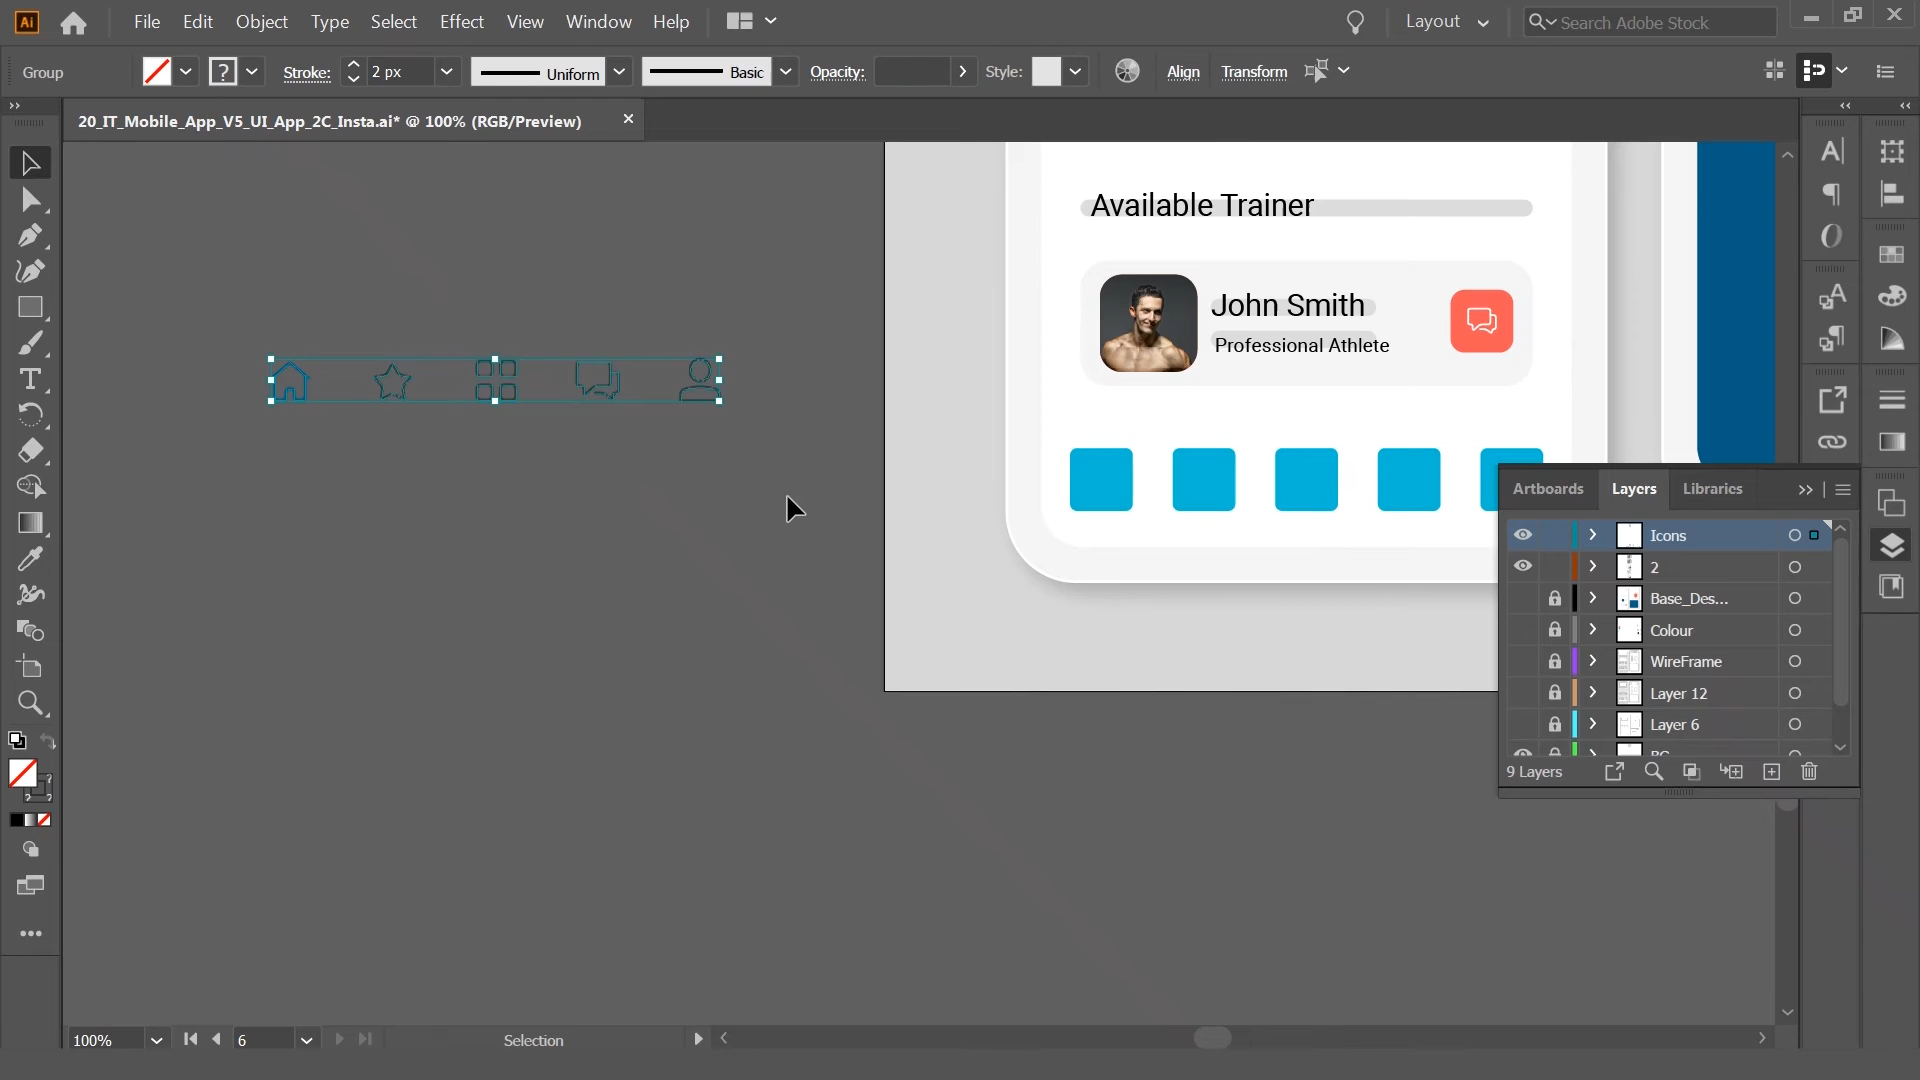 Ai File Edit Object Type Select Effect View Window Help Layout Search Adobe Stock
Group ? Stroke: 2 px Uniform Basic Opacity: Style: Align Transform
20_IT_Mobile_App_V5_UI_App_2C_Insta.ai* @ 100% (RGB/Preview)
Available Trainer
John Smith
Professional Athlete
Artboards Layers Libraries
Icons
2
Base_Des...
Colour
WireFrame
Layer 12
Layer 6
BG
9 Layers
100% 6 Selection